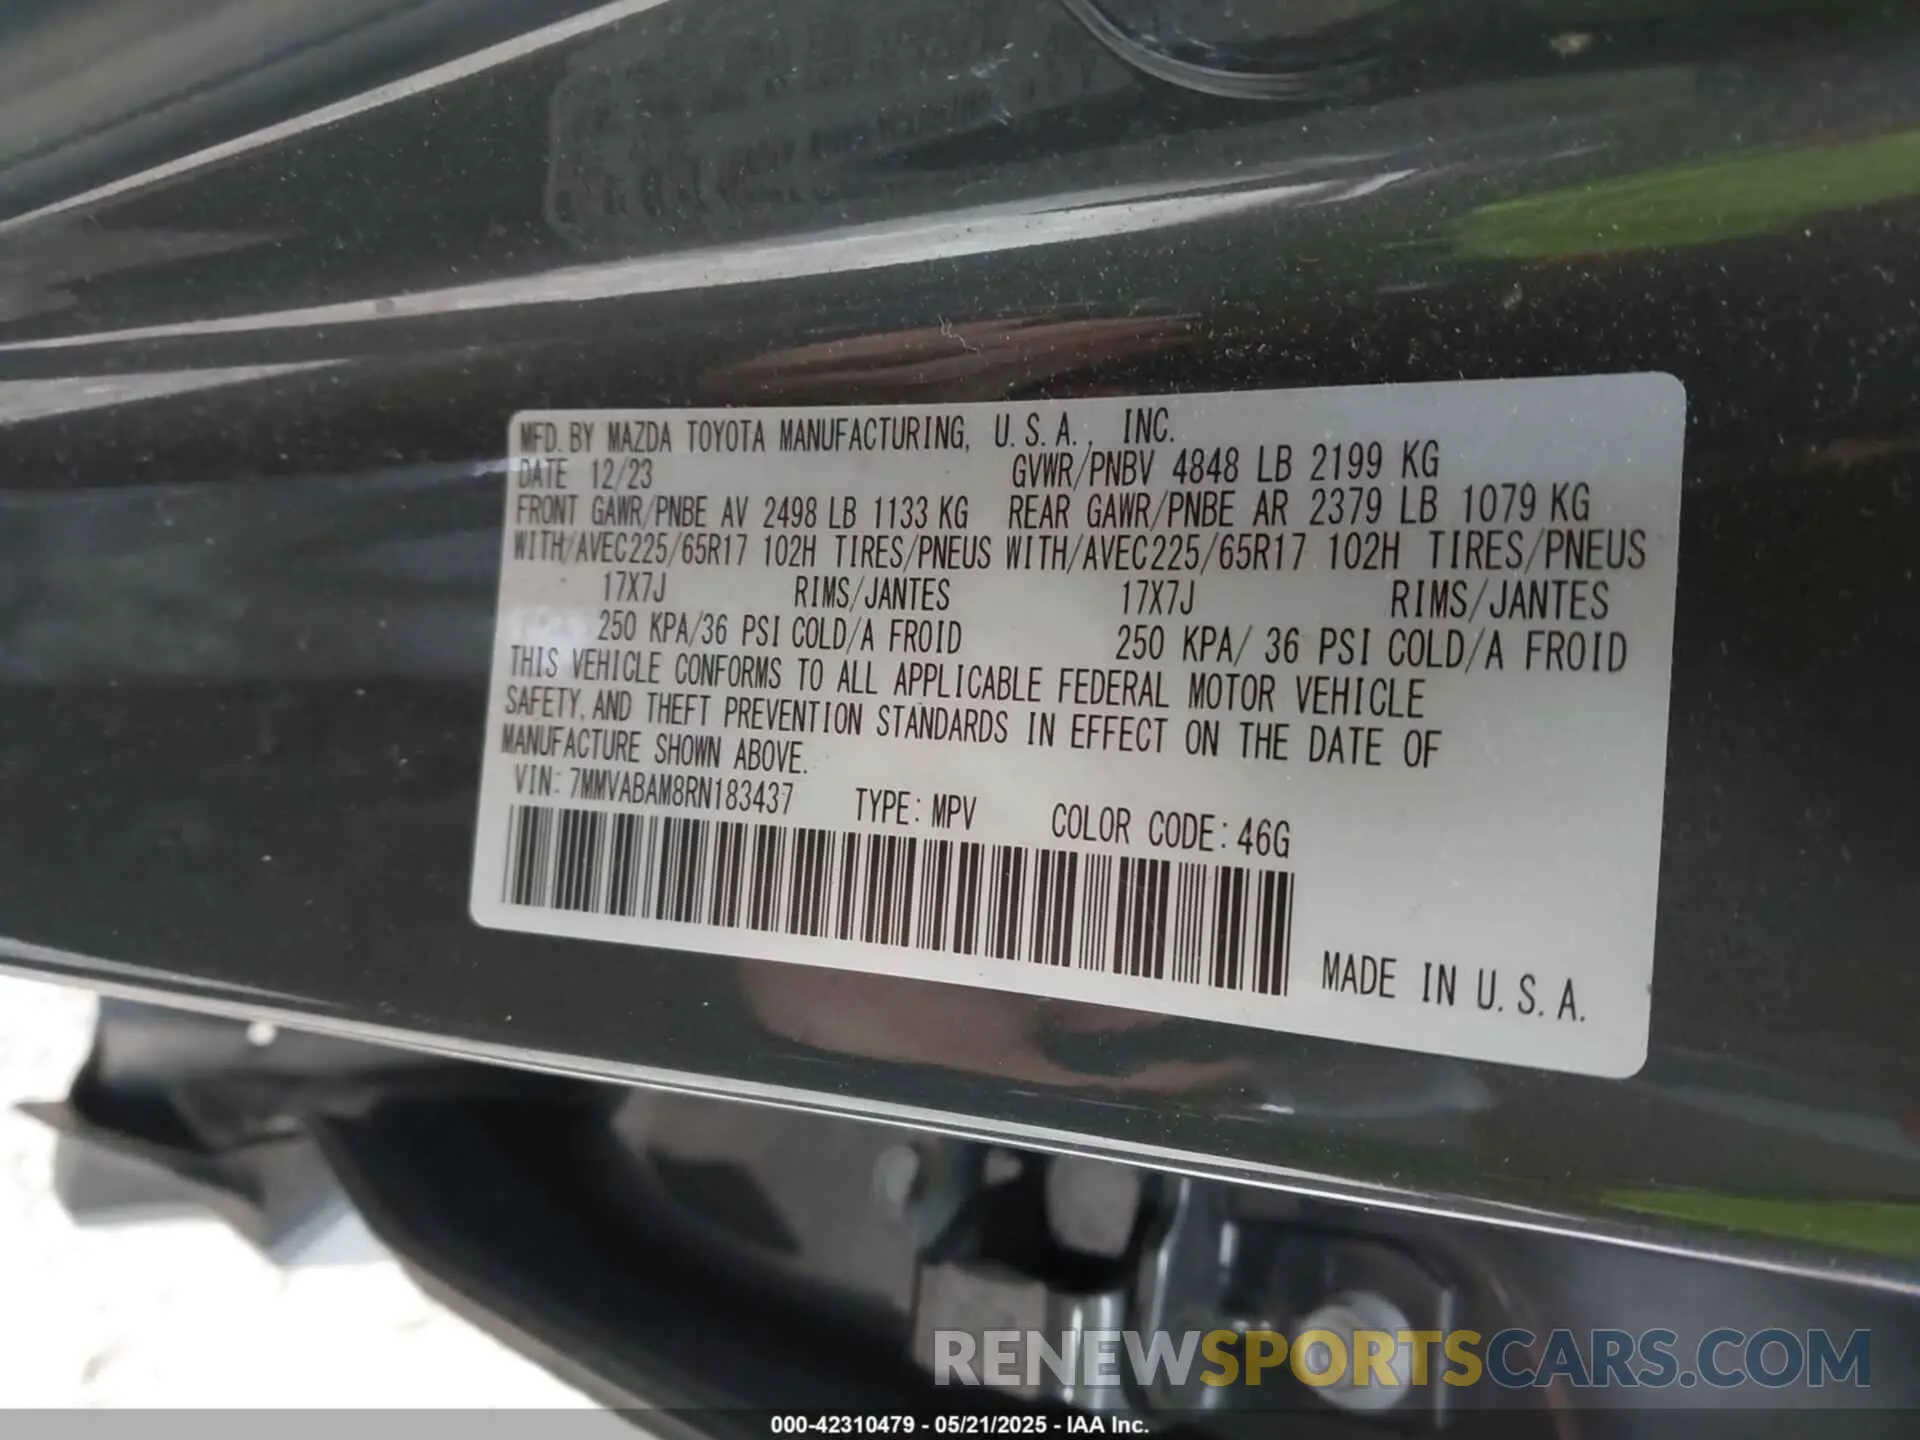 MFD. BY MAZDA TOYOTA MANUFACTURING, U.S.A., INC.
DATE 12/23 GVWR/PNBV 4848 LB 2199 KG
FRONT GAWR/PNBE AV 2498 LB 1133 KG REAR GAWR/PNBE AR 2379 LB 1079 KG
WITH/AVEC225/65R17 102H TIRES/PNEUS WITH/AVEC225/65R17 102H TIRES/PNEUS
17X7J RIMS/JANTES 17X7J RIMS/JANTES
250 KPA/36 PSI COLD/A FROID 250 KPA/ 36 PSI COLD/A FROID
THIS VEHICLE CONFORMS TO ALL APPLICABLE FEDERAL MOTOR VEHICLE
SAFETY, AND THEFT PREVENTION STANDARDS IN EFFECT ON THE DATE OF
MANUFACTURE SHOWN ABOVE.
VIN: 7MMVABAM8RN183437 TYPE: MPV COLOR CODE: 46G
MADE IN U.S.A.
RENEWSPORTSCARS.COM
000-42310479 - 05/21/2025 - IAA Inc.